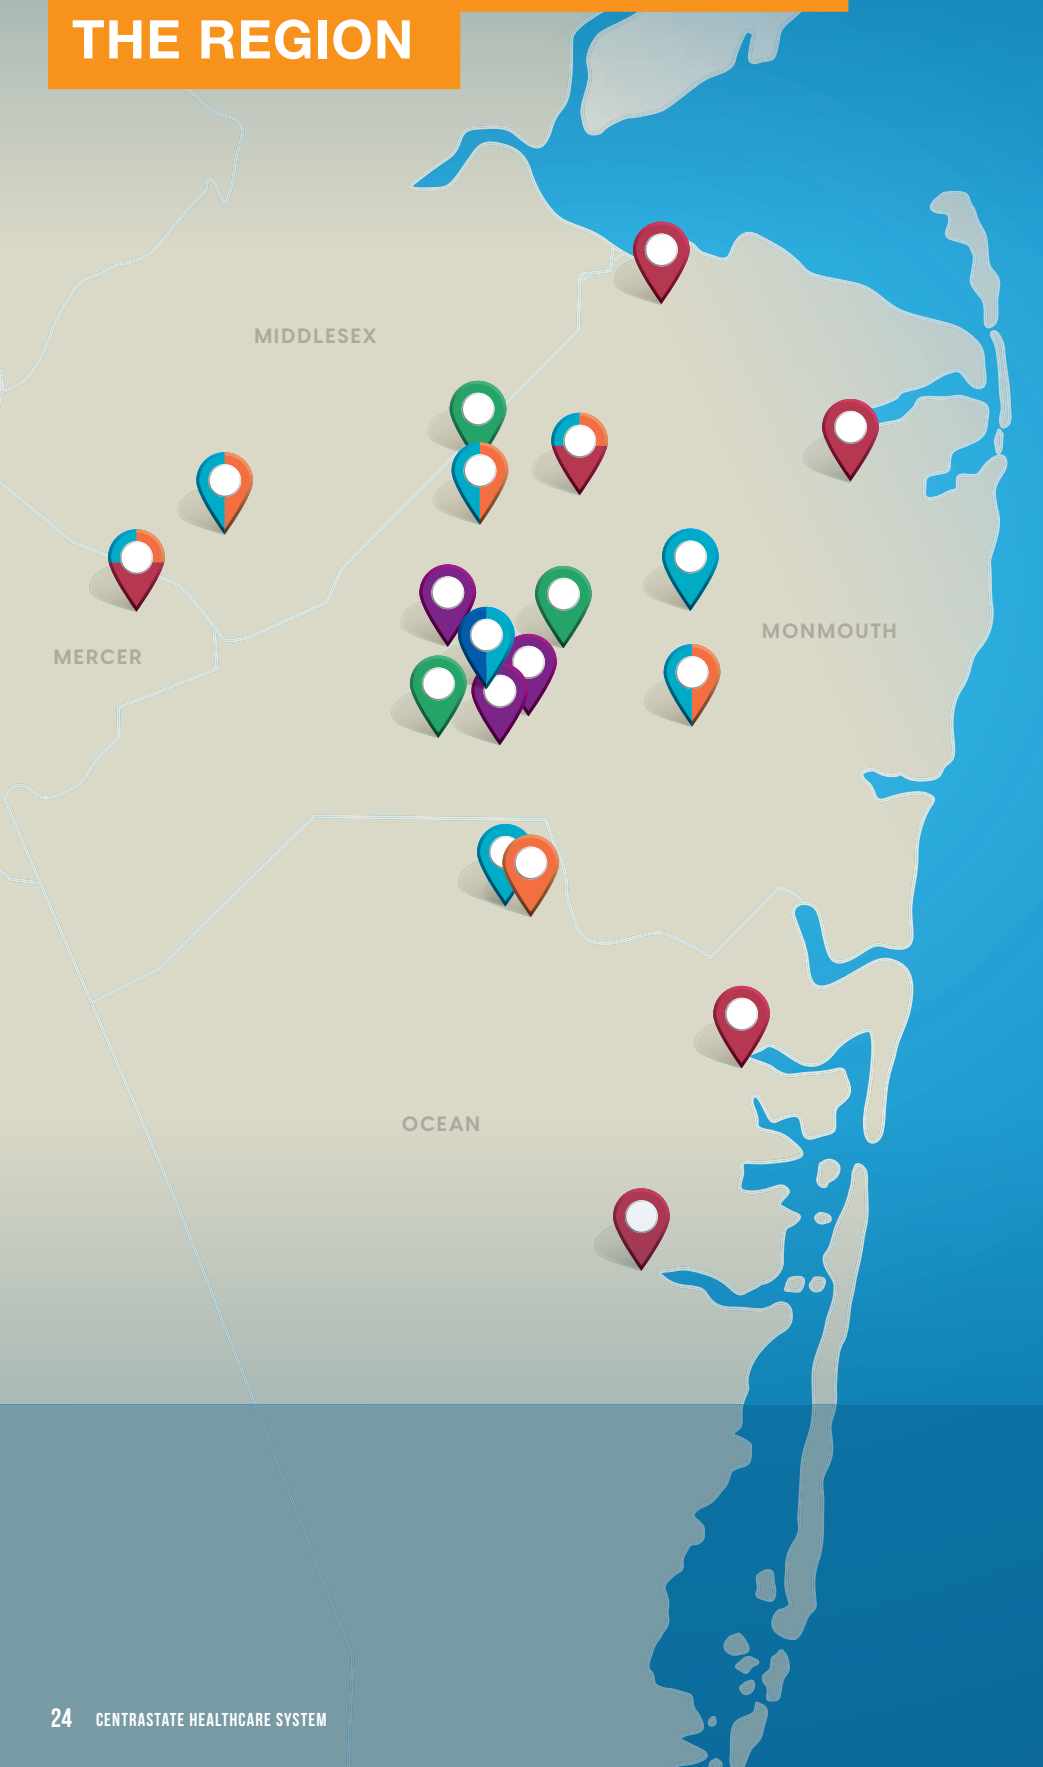 THE REGION
MIDDLESEX
MONMOUTH
MERCER
OCEAN
24 CENTRASTATE HEALTHCARE SYSTEM